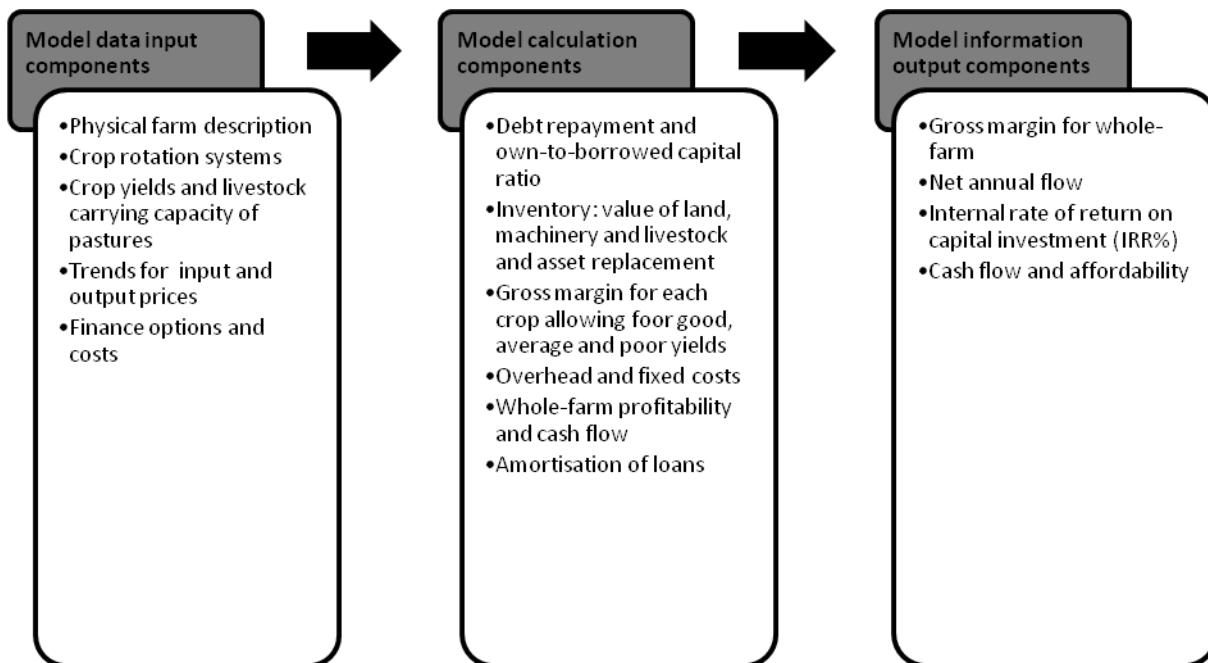 Model data input
components
•Physical farm description
•Crop rotation systems
•Crop yields and livestock
carrying capacity of
pastures
•Trends for input and
output prices
•Finance options and
costs
Model calculation
components
•Debt repayment and
own-to-borrowed capital
ratio
•Inventory: value of land,
machinery and livestock
and asset replacement
•Gross margin for each
crop allowing foor good,
average and poor yields
•Overhead and fixed costs
•Whole-farm profitability
and cash flow
•Amortisation of loans
Model information
output components
•Gross margin for whole-
farm
•Net annual flow
•Internal rate of return on
capital investment (IRR%)
•Cash flow and affordability